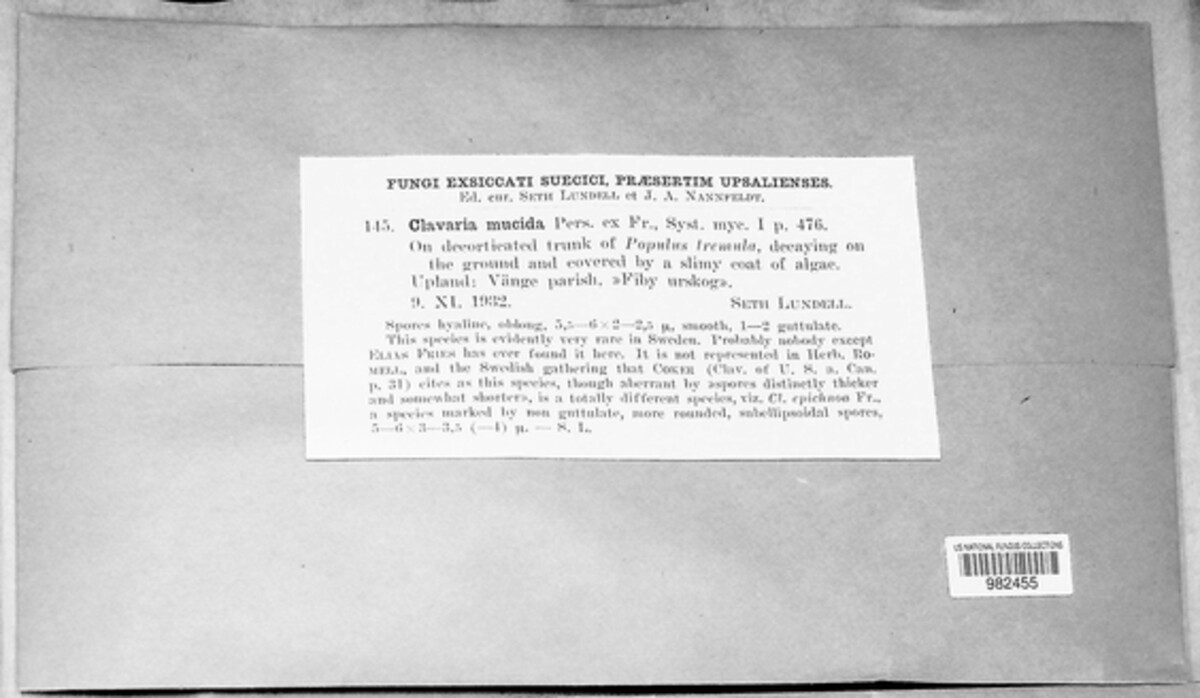 FUNGI EXSICCATI SUECICI, PRÆSERTIM UPSALIENSES.
Ed. cur. SETH LUNDELL et J. A. NANNFELDT.
145. Clavaria mucida Pers. ex Fr., Syst. myc. I p. 476.
On decorticated trunk of Populus tremula, decaying on
the ground and covered by a slimy coat of algae.
Upland: Vänge parish. »Fiby urskog».
9. XI. 1932. SETH LUNDELL.
Spores hyaline, oblong, 5,5—6×2—2,5 µ, smooth, 1—2 guttulate.
This species is evidently very rare in Sweden. Probably nobody except
ELIAS FRIES has ever found it here. It is not represented in Herb. RO-
MELL, and the Swedish gathering that COKER (Clav. of U. S. a. Can.
p. 31) cites as this species, though aberrant by »spores distinctly thicker
and somewhat shorter», is a totally different species, viz. Cl. epichnoa Fr.,
a species marked by non guttulate, more rounded, subellipsoidal spores,
5—6×3—3,5 (—4) µ. — S. L.
US NATIONAL FUNGUS COLLECTIONS
982455